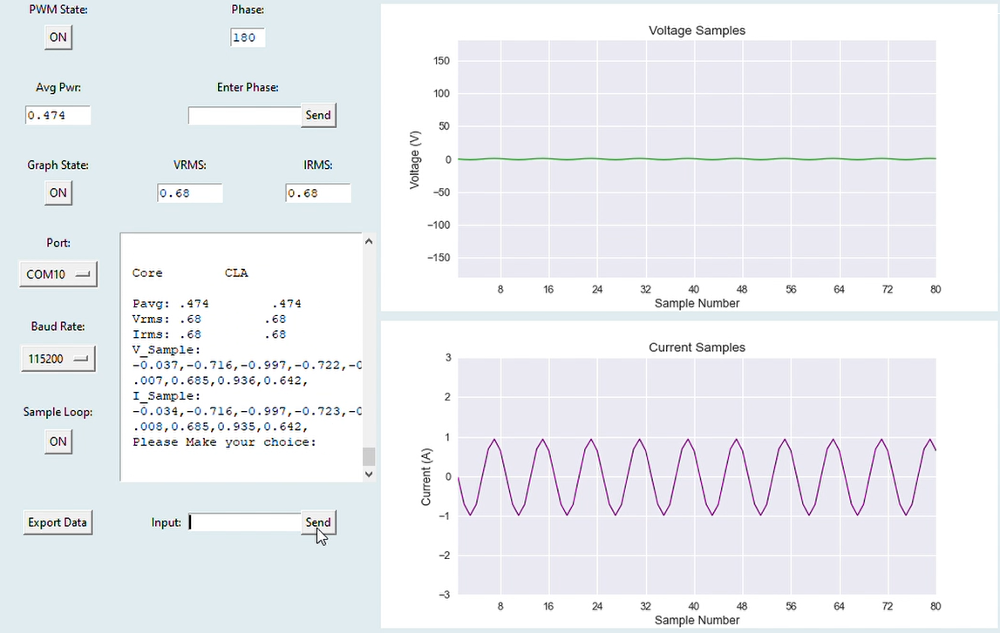 PWM State:
Phase:
ON
180
Avg Pwr:
Enter Phase:
0.474
Send
Graph State:
VRMS:
IRMS:
ON
0.68
0.68
Port:
COM10
Baud Rate:
115200
Sample Loop:
ON
Core CLA
Pavg: .474 .474
Vrms: .68 .68
Irms: .68 .68
V_Sample:
-0.037,-0.716,-0.997,-0.722,-0
.007,0.685,0.936,0.642,
I_Sample:
-0.034,-0.716,-0.997,-0.723,-0
.008,0.685,0.935,0.642,
Please Make your choice:
Export Data
Input:
Send
Voltage Samples
Voltage (V)
150
100
50
0
−50
−100
−150
8 16 24 32 40 48 56 64 72 80
Sample Number
Current Samples
Current (A)
3
2
1
0
−1
−2
−3
8 16 24 32 40 48 56 64 72 80
Sample Number